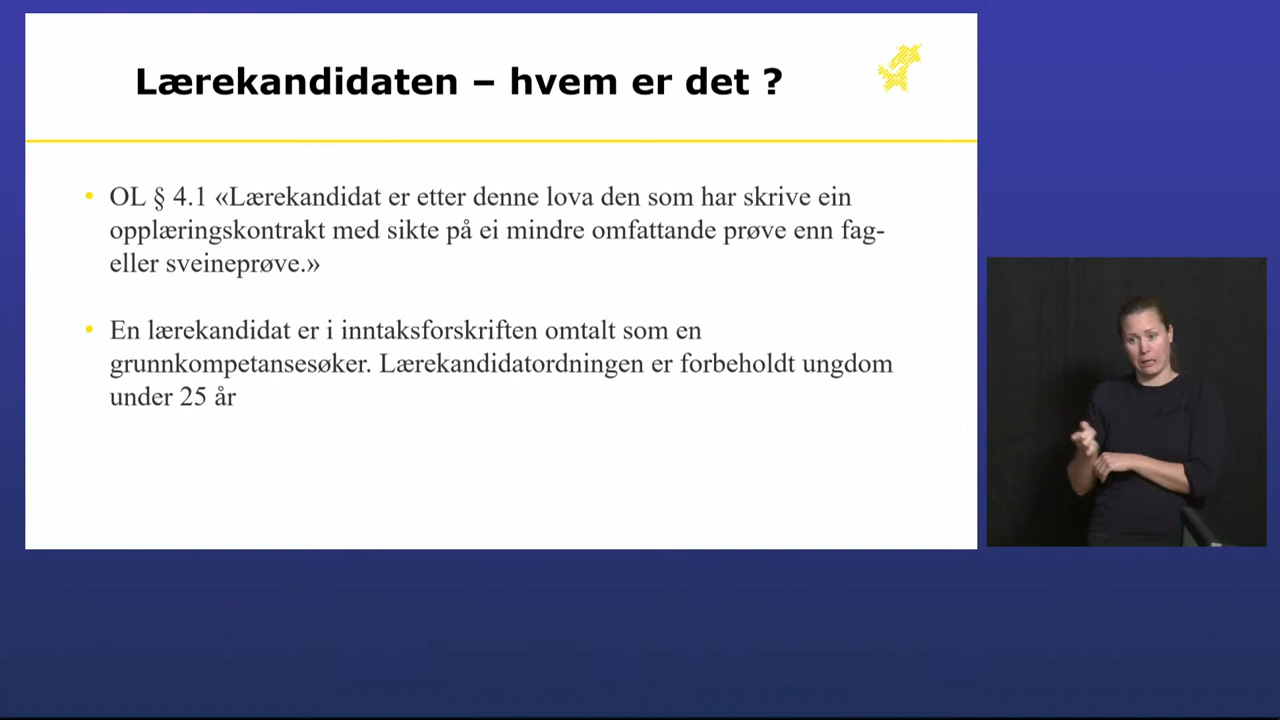 Lærekandidaten – hvem er det ?
• OL § 4.1 «Lærekandidat er etter denne lova den som har skrive ein
opplæringskontrakt med sikte på ei mindre omfattande prøve enn fag-
eller sveineprøve.»
• En lærekandidat er i inntaksforskriften omtalt som en
grunnkompetansesøker. Lærekandidatordningen er forbeholdt ungdom
under 25 år